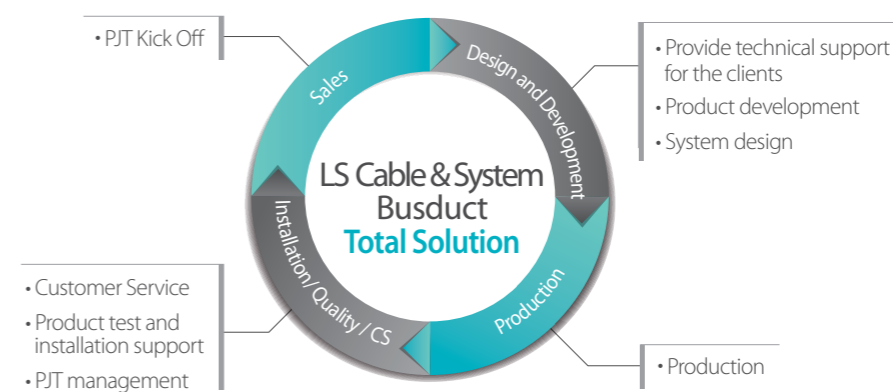 • PJT Kick Off
Sales
Design and Development
• Provide technical support
for the clients
• Product development
• System design
LS Cable & System
Busduct
Total Solution
Installation/ Quality / CS
Production
• Customer Service
• Product test and
installation support
• PJT management
• Production